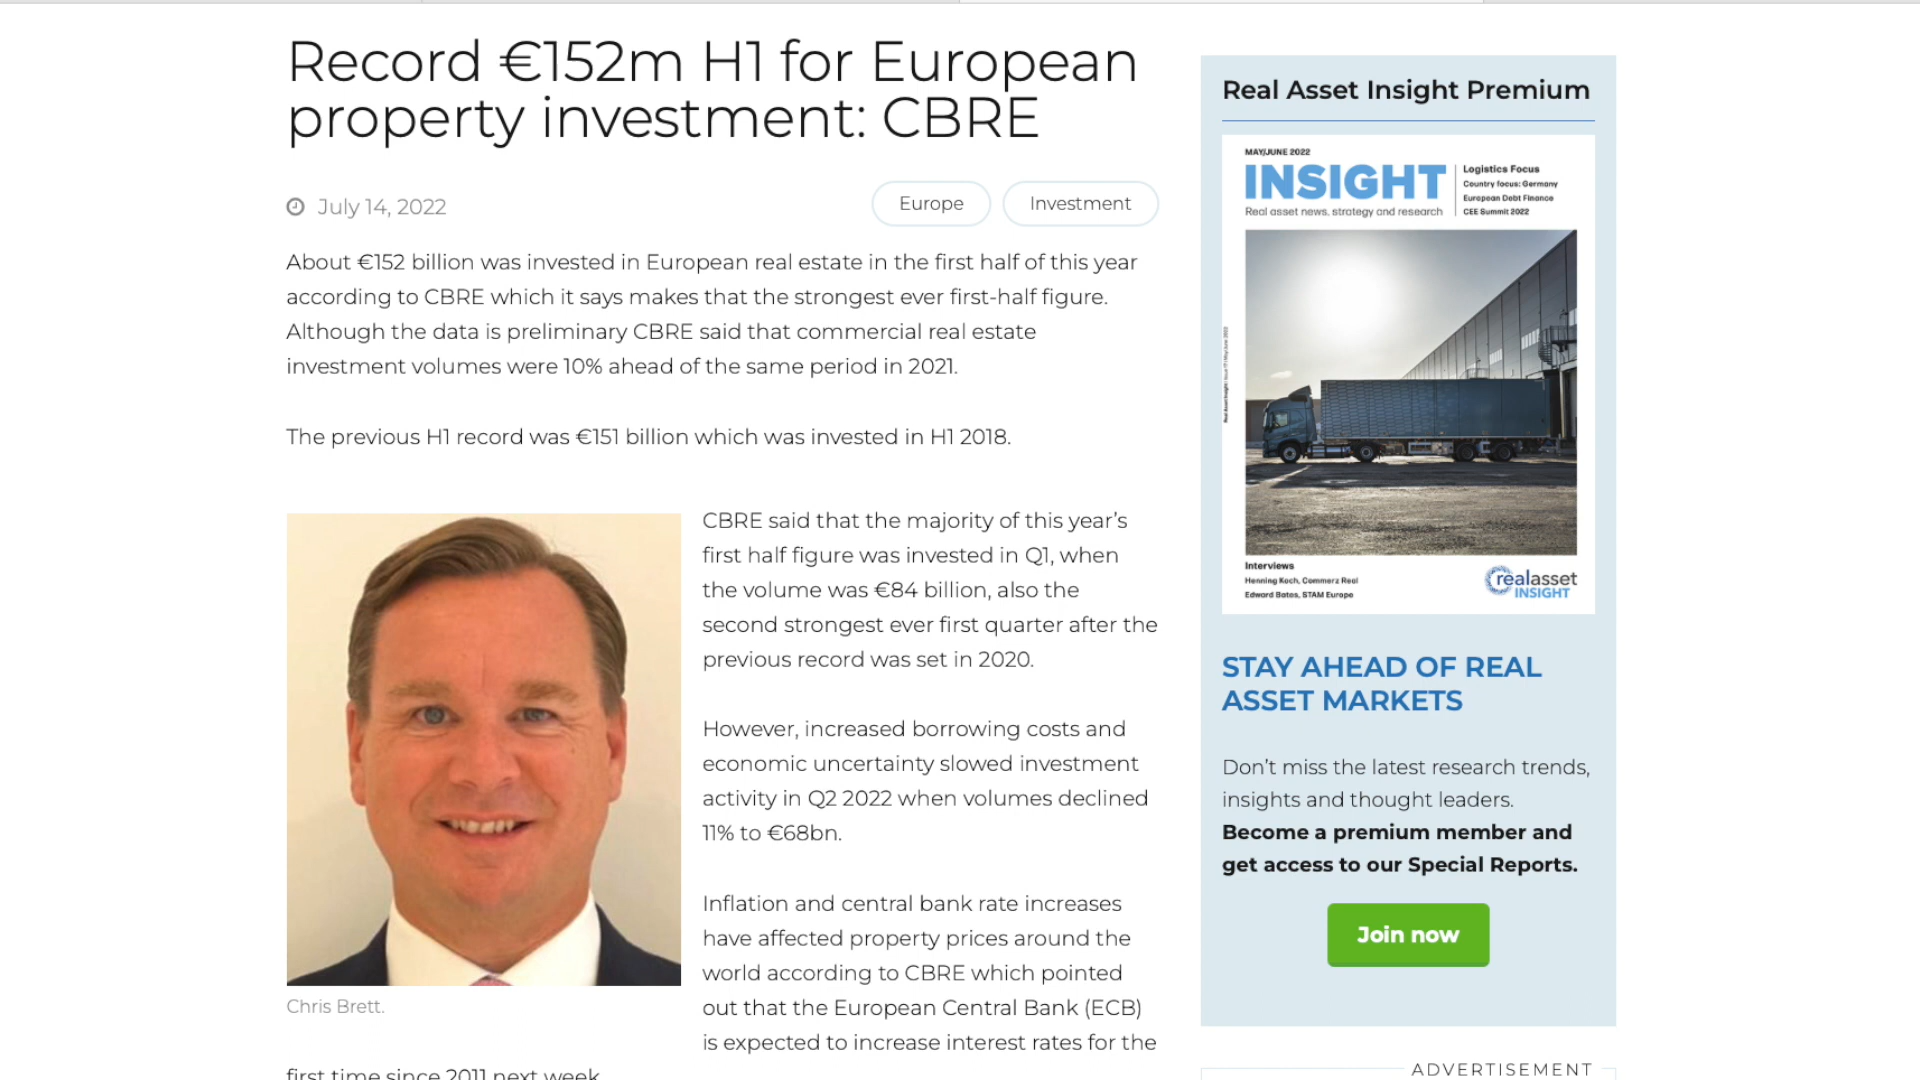 Record €152m H1 for European
property investment: CBRE
July 14, 2022
Europe
Investment
About €152 billion was invested in European real estate in the first half of this year
according to CBRE which it says makes that the strongest ever first-half figure.
Although the data is preliminary CBRE said that commercial real estate
investment volumes were 10% ahead of the same period in 2021.
The previous H1 record was €151 billion which was invested in H1 2018.
CBRE said that the majority of this year’s
first half figure was invested in Q1, when
the volume was €84 billion, also the
second strongest ever first quarter after the
previous record was set in 2020.
However, increased borrowing costs and
economic uncertainty slowed investment
activity in Q2 2022 when volumes declined
11% to €68bn.
Inflation and central bank rate increases
have affected property prices around the
world according to CBRE which pointed
out that the European Central Bank (ECB)
is expected to increase interest rates for the
first time since 2011 next week.
Chris Brett.
Real Asset Insight Premium
MAY/JUNE 2022
INSIGHT
Real asset news, strategy and research
Logistics Focus
Country focus: Germany
European Debt Finance
CEE Summit 2022
Interviews
Henning Koch, Commerz Real
Edward Bates, STAM Europe
realasset
INSIGHT
STAY AHEAD OF REAL
ASSET MARKETS
Don’t miss the latest research trends,
insights and thought leaders.
Become a premium member and
get access to our Special Reports.
Join now
ADVERTISEMENT